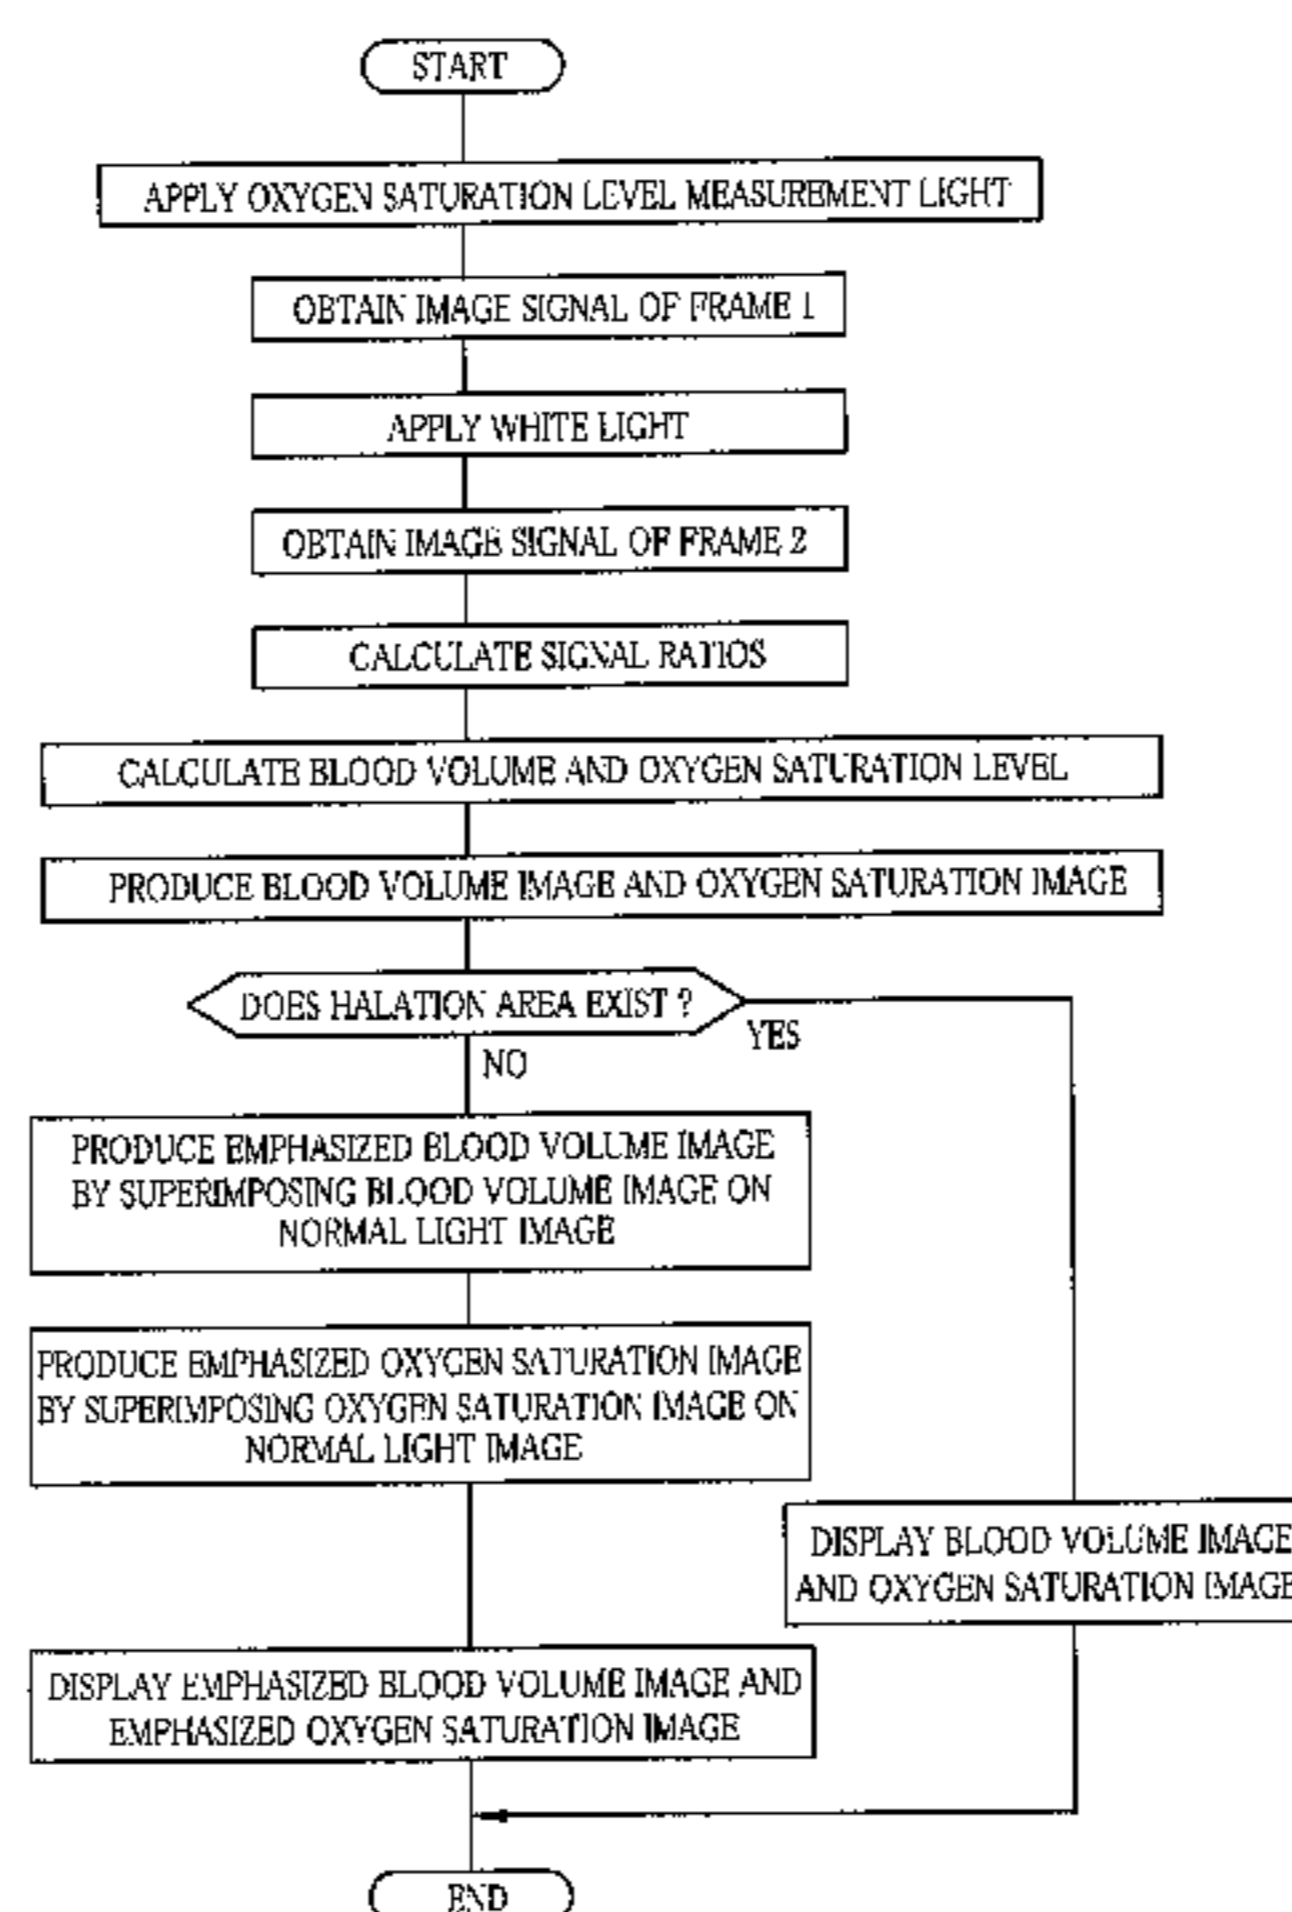 START
APPLY OXYGEN SATURATION LEVEL MEASUREMENT LIGHT
OBTAIN IMAGE SIGNAL OF FRAME 1
APPLY WHITE LIGHT
OBTAIN IMAGE SIGNAL OF FRAME 2
CALCULATE SIGNAL RATIOS
CALCULATE BLOOD VOLUME AND OXYGEN SATURATION LEVEL
PRODUCE BLOOD VOLUME IMAGE AND OXYGEN SATURATION IMAGE
DOES HALATION AREA EXIST ?
YES
NO
PRODUCE EMPHASIZED BLOOD VOLUME IMAGE
BY SUPERIMPOSING BLOOD VOLUME IMAGE ON
NORMAL LIGHT IMAGE
PRODUCE EMPHASIZED OXYGEN SATURATION IMAGE
BY SUPERIMPOSING OXYGEN SATURATION IMAGE ON
NORMAL LIGHT IMAGE
DISPLAY BLOOD VOLUME IMAGE
AND OXYGEN SATURATION IMAGE
DISPLAY EMPHASIZED BLOOD VOLUME IMAGE AND
EMPHASIZED OXYGEN SATURATION IMAGE
END